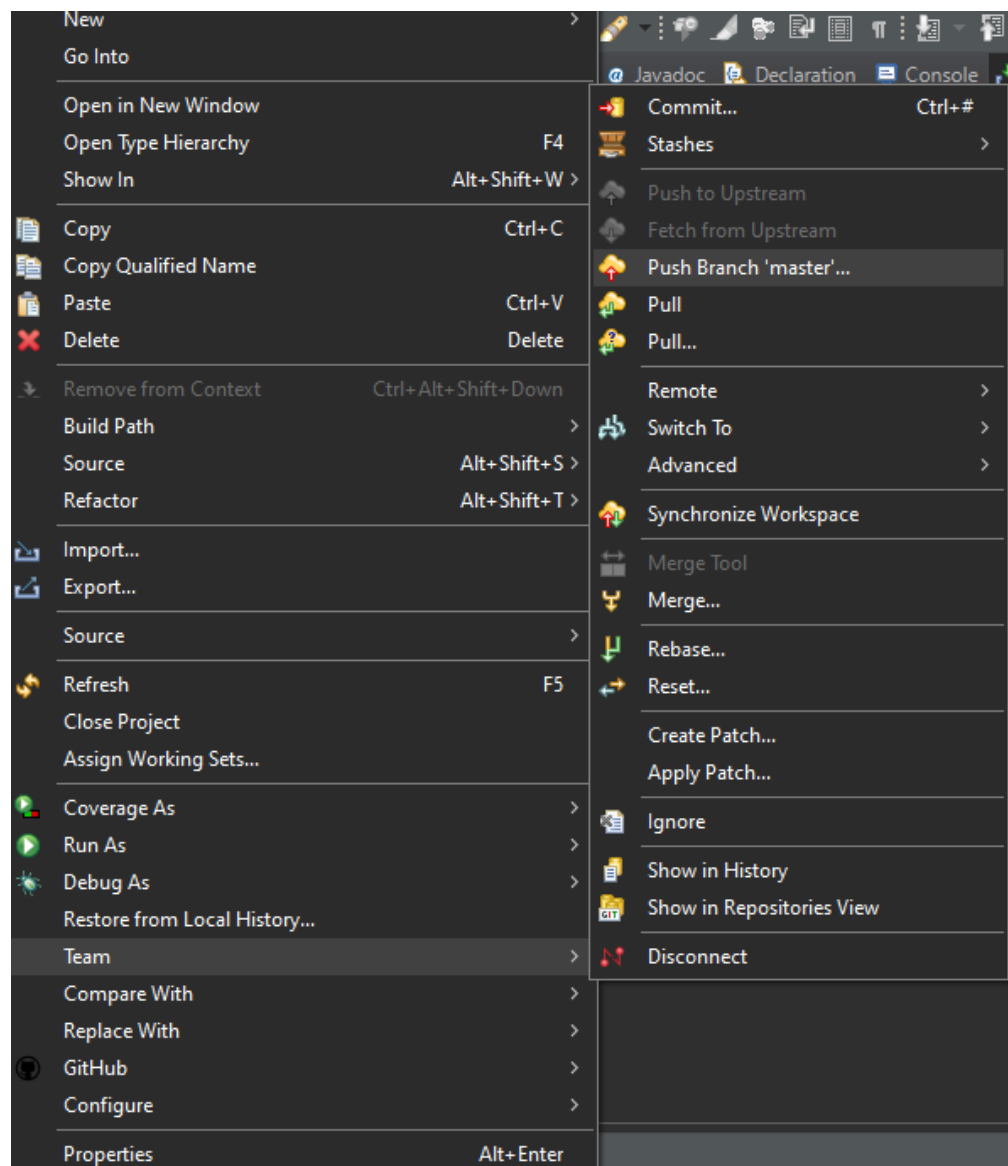 New
Go Into
Open in New Window
Open Type Hierarchy F4
Show In Alt+Shift+W >
Copy Ctrl+C
Copy Qualified Name
Paste Ctrl+V
Delete Delete
Remove from Context Ctrl+Alt+Shift+Down
Build Path
Source Alt+Shift+S >
Refactor Alt+Shift+T >
Import...
Export...
Source
Refresh F5
Close Project
Assign Working Sets...
Coverage As
Run As
Debug As
Restore from Local History...
Team
Compare With
Replace With
GitHub
Configure
Properties Alt+Enter
@ Javadoc Declaration Console
Commit... Ctrl+#
Stashes
Push to Upstream
Fetch from Upstream
Push Branch 'master'...
Pull
Pull...
Remote
Switch To
Advanced
Synchronize Workspace
Merge Tool
Merge...
Rebase...
Reset...
Create Patch...
Apply Patch...
Ignore
Show in History
GIT Show in Repositories View
Disconnect